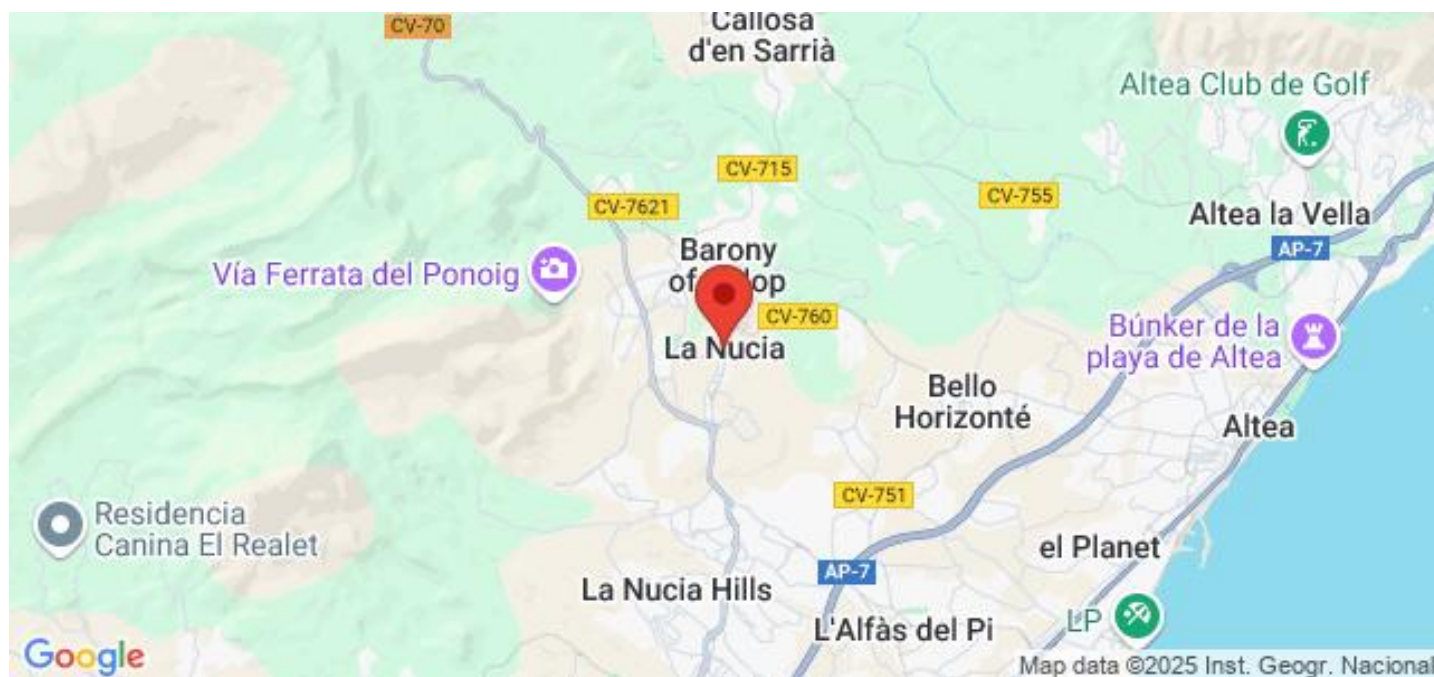 CV-70
Callosa
d'en Sarrià
Altea Club de Golf
CV-715
CV-755
CV-7621
Altea la Vella
AP-7
Barony
of
Vía Ferrata del Ponoig
CV-760
Búnker de la
playa de Altea
La Nucia
Bello
Horizonté
Altea
CV-751
Residencia
Canina El Realet
el Planet
AP-7
La Nucia Hills
L'Alfàs del Pi
LP
Google
Map data ©2025 Inst. Geogr. Nacional